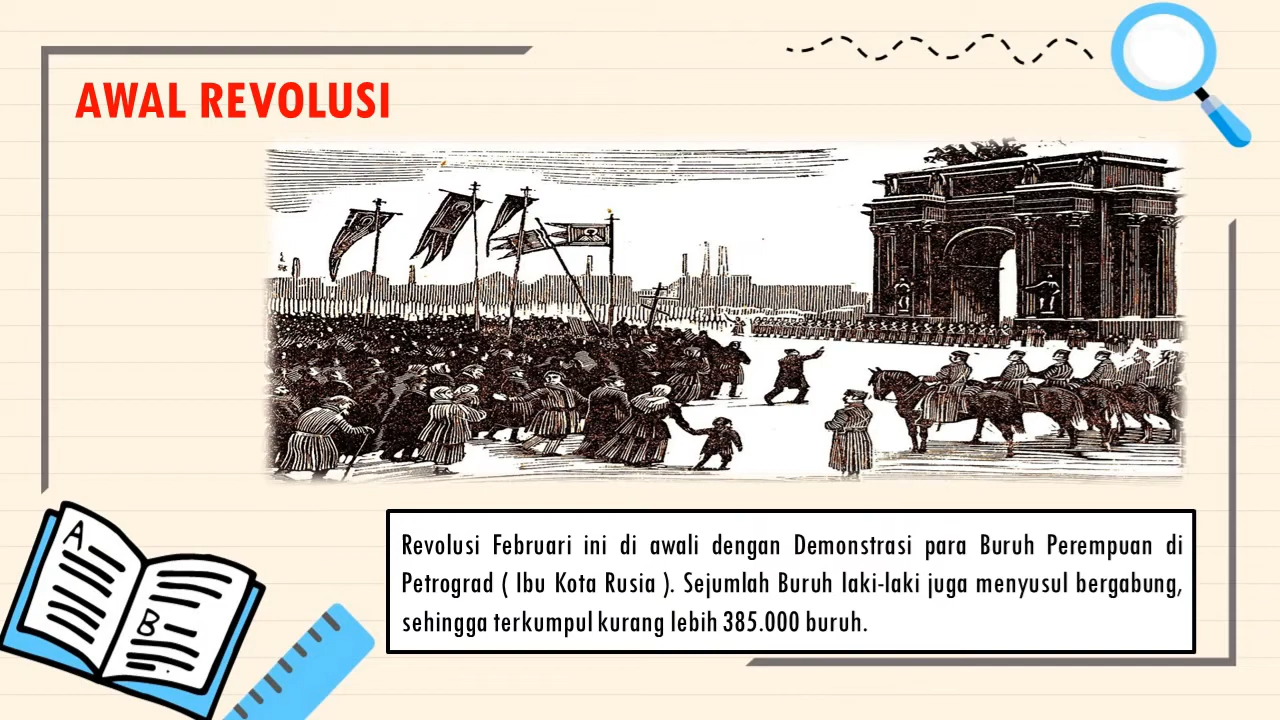 AWAL REVOLUSI
Revolusi Februari ini di awali dengan Demonstrasi para Buruh Perempuan di
Petrograd ( Ibu Kota Rusia ). Sejumlah Buruh laki-laki juga menyusul bergabung,
sehingga terkumpul kurang lebih 385.000 buruh.
A
B